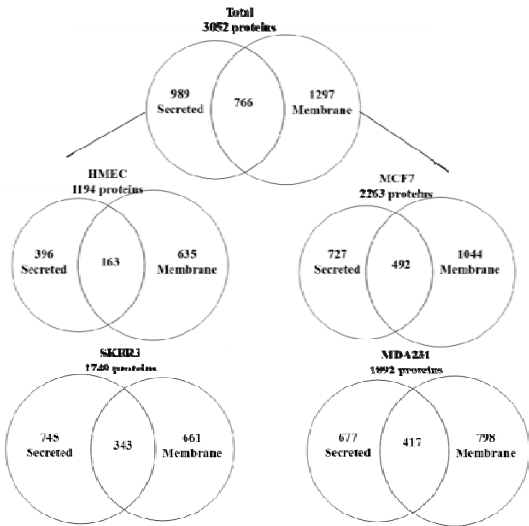 Total
3052 proteins
989 766 1297
Secreted Membrane
HMEC
1194 proteins
MCF7
2263 proteins
396 163 635
Secreted Membrane
727 492 1044
Secreted Membrane
SKBR3
1749 proteins
MDA231
1892 proteins
745 343 661
Secreted Membrane
677 417 798
Secreted Membrane